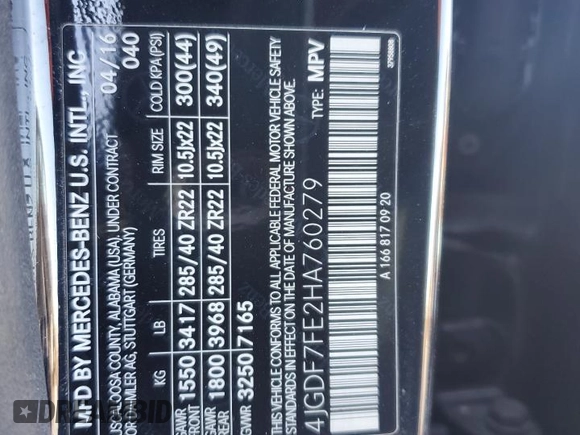 MFD BY MERCEDES-BENZ U.S. INTL., INC
TUSCALOOSA COUNTY, ALABAMA (USA) UNDER CONTRACT
FOR DAIMLER AG, STUTTGART (GERMANY)
04/16
040
KG LB TIRES RIM SIZE COLD KPA(PSI)
GAWR FRONT 1550 3417 285/40 ZR22 10.5Jx22 300(44)
GAWR REAR 1800 3968 285/40 ZR22 10.5Jx22 340(49)
GVWR 3250 7165
THIS VEHICLE CONFORMS TO ALL APPLICABLE FEDERAL MOTOR VEHICLE SAFETY
STANDARDS IN EFFECT ON THE DATE OF MANUFACTURE SHOWN ABOVE.
4JGDF7FE2HA760279 TYPE: MPV
A 166 817 09 20